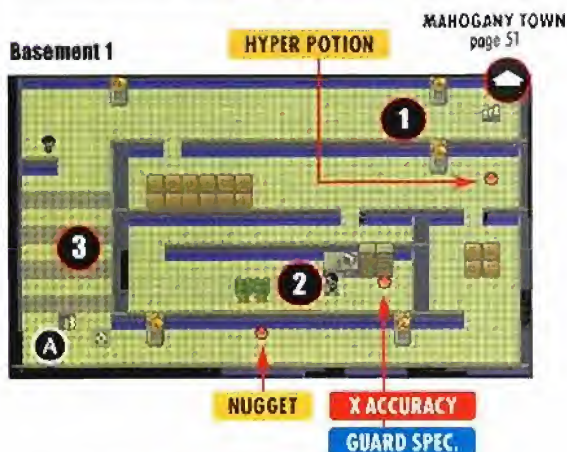 MAHOGANY TOWN
page 51
Basement 1
HYPER POTION
1
3
2
A
NUGGET
X ACCURACY
GUARD SPEC.